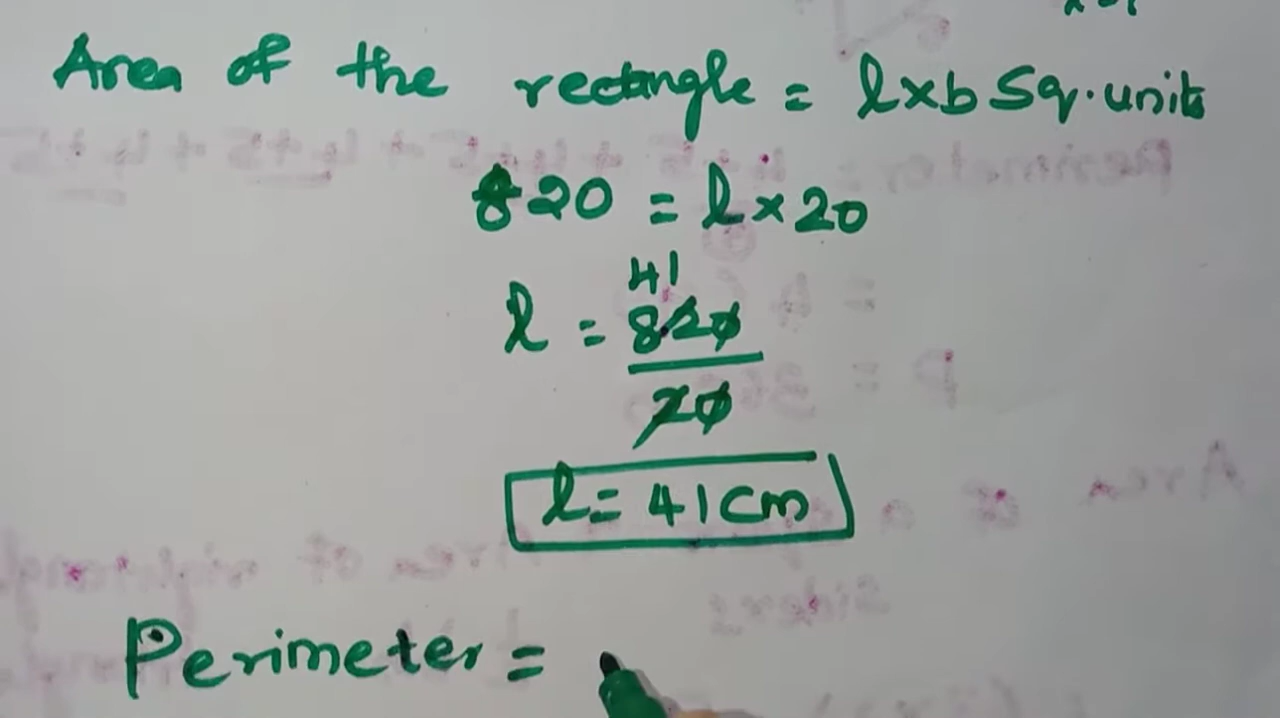 Area of the rectangle = l×b Sq. units
820 = l×20
41
l = 820
20
l = 41cm
Perimeter =